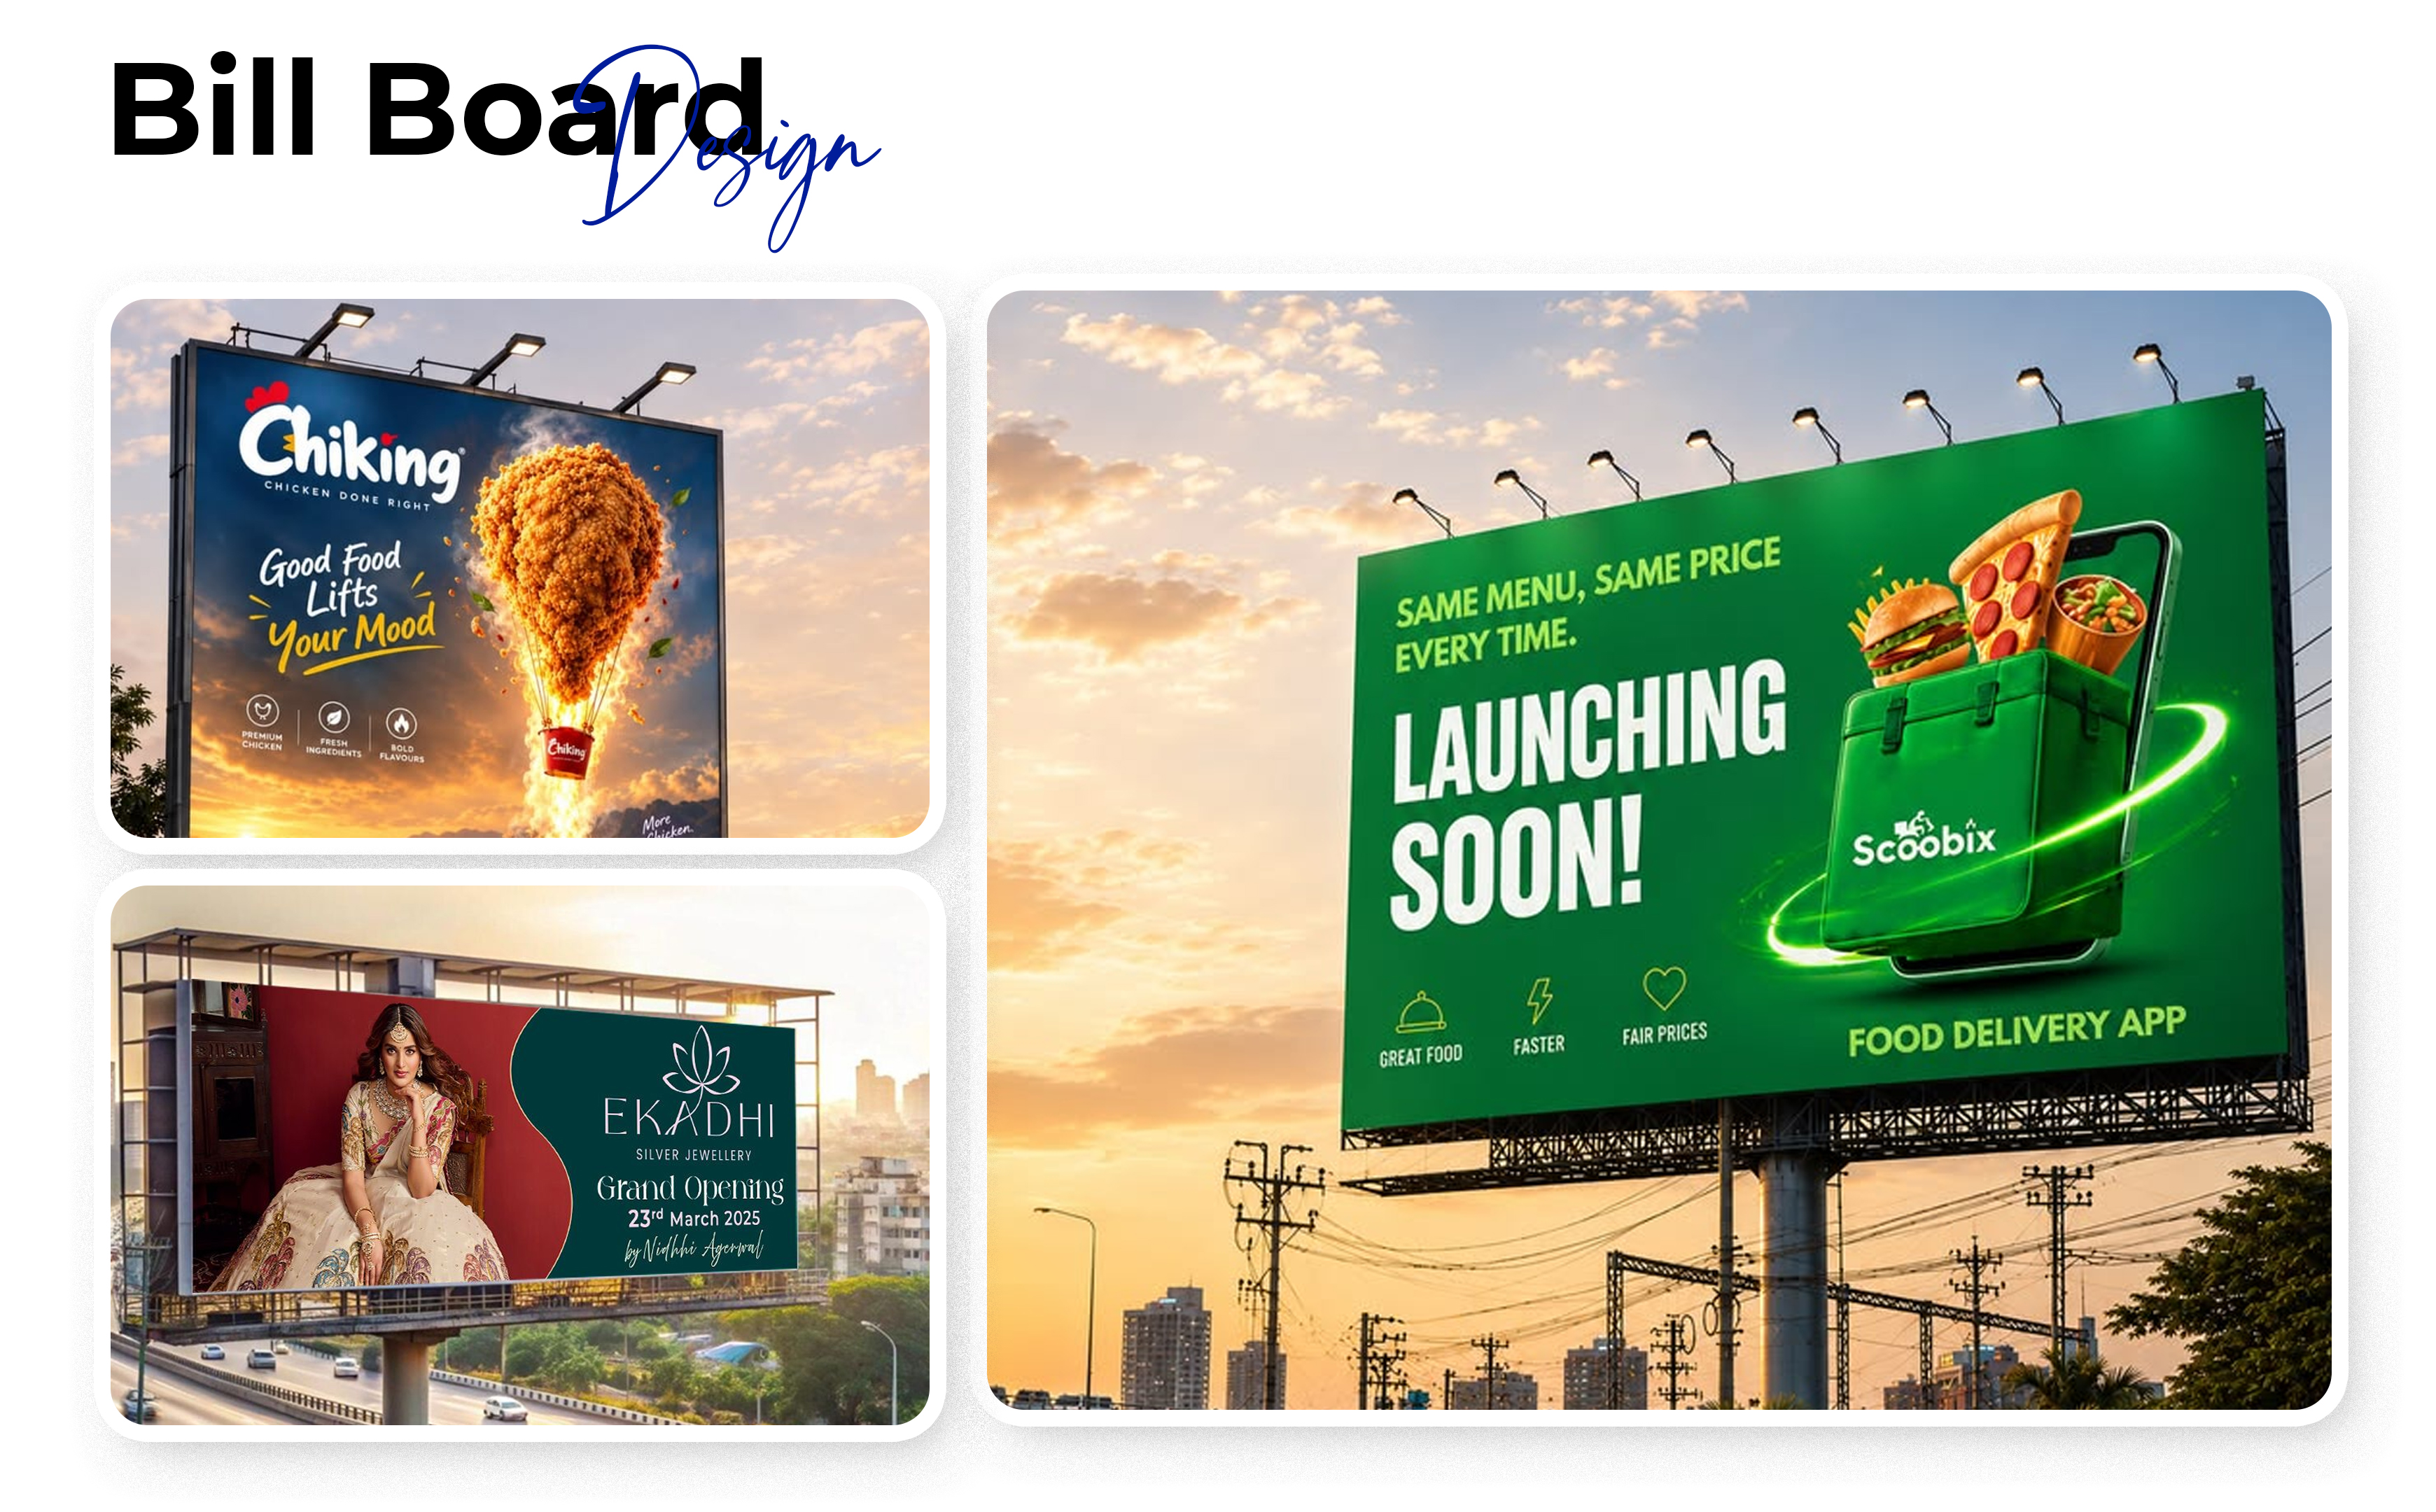 Bill Board
Design
Chiking®
CHICKEN DONE RIGHT
Good Food
Lifts
Your Mood
PREMIUM
CHICKEN
FRESH
INGREDIENTS
BOLD
FLAVOURS
Chiking
More
Chicken.
EKADHI
SILVER JEWELLERY
Grand Opening
23rd March 2025
by Nidhhi Agerwal
SAME MENU, SAME PRICE
EVERY TIME.
LAUNCHING
SOON!
Scoobix
GREAT FOOD
FASTER
FAIR PRICES
FOOD DELIVERY APP